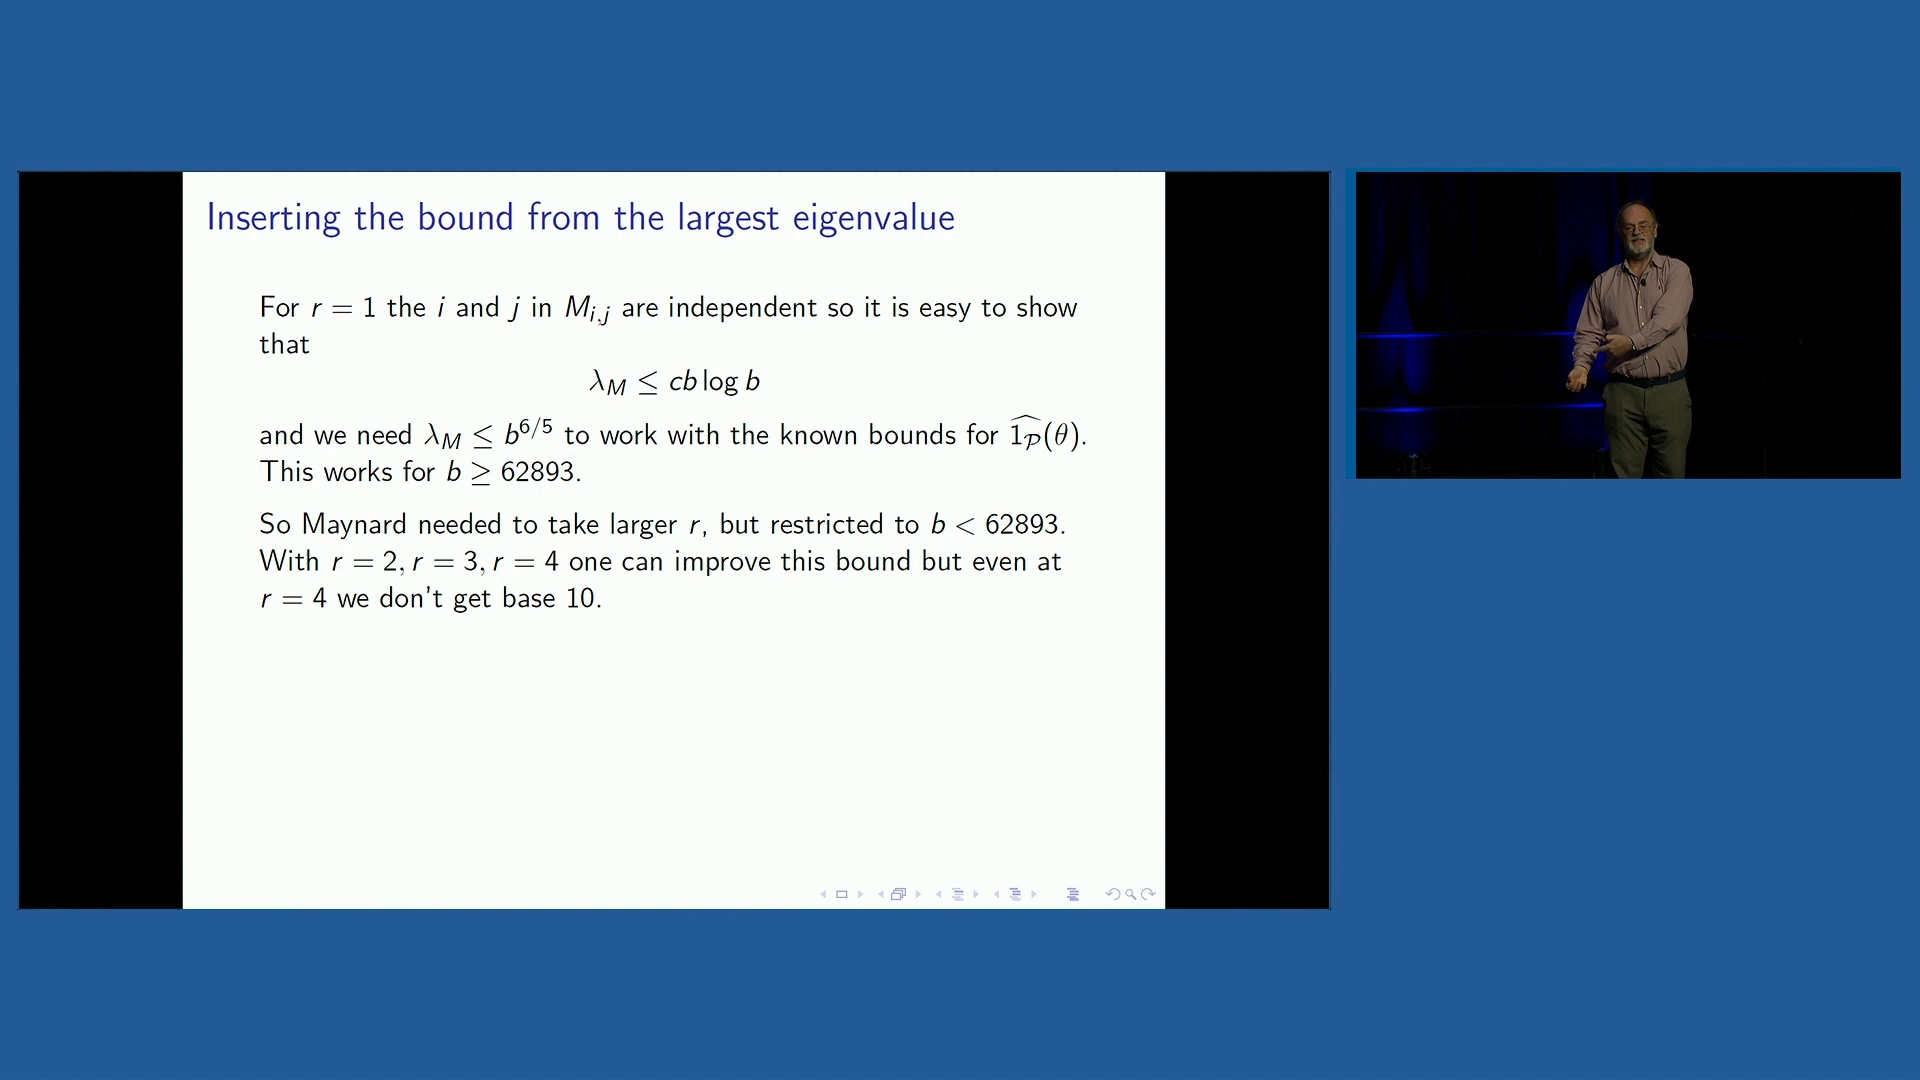 Inserting the bound from the largest eigenvalue
For r = 1 the i and j in M_{i,j} are independent so it is easy to show
that
λ_M ≤ cb log b
and we need λ_M ≤ b^{6/5} to work with the known bounds for \widehat{1_𝒫}(θ).
This works for b ≥ 62893.
So Maynard needed to take larger r, but restricted to b < 62893.
With r = 2, r = 3, r = 4 one can improve this bound but even at
r = 4 we don't get base 10.